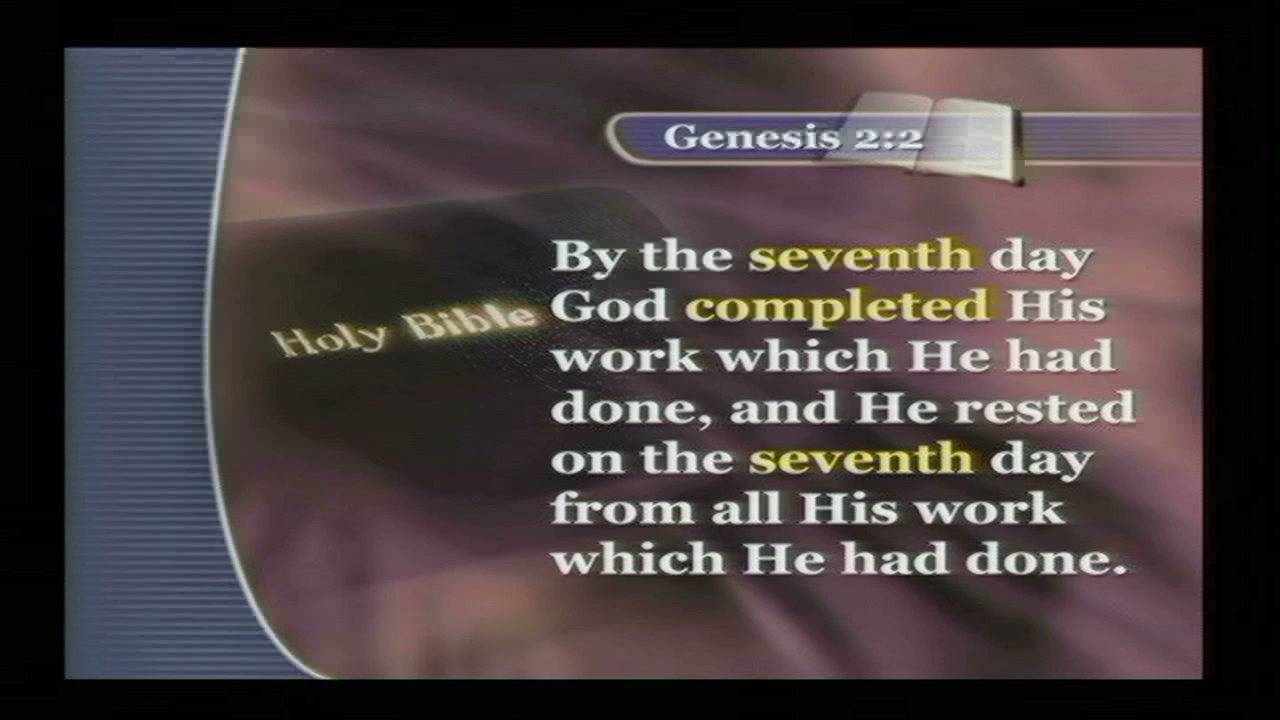 Genesis 2:2
Holy Bible
By the seventh day
God completed His
work which He had
done, and He rested
on the seventh day
from all His work
which He had done.